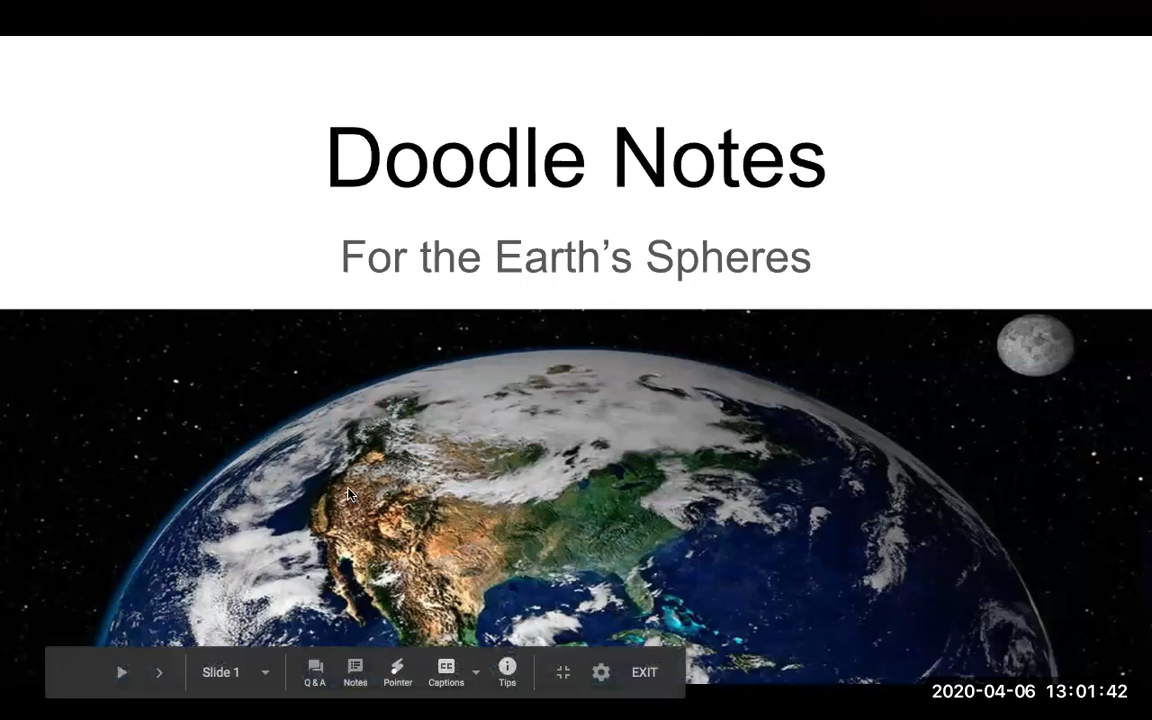 Doodle Notes
For the Earth’s Spheres
Slide 1
Q & A
Notes
Pointer
CC
Captions
Tips
EXIT
2020-04-06 13:01:42